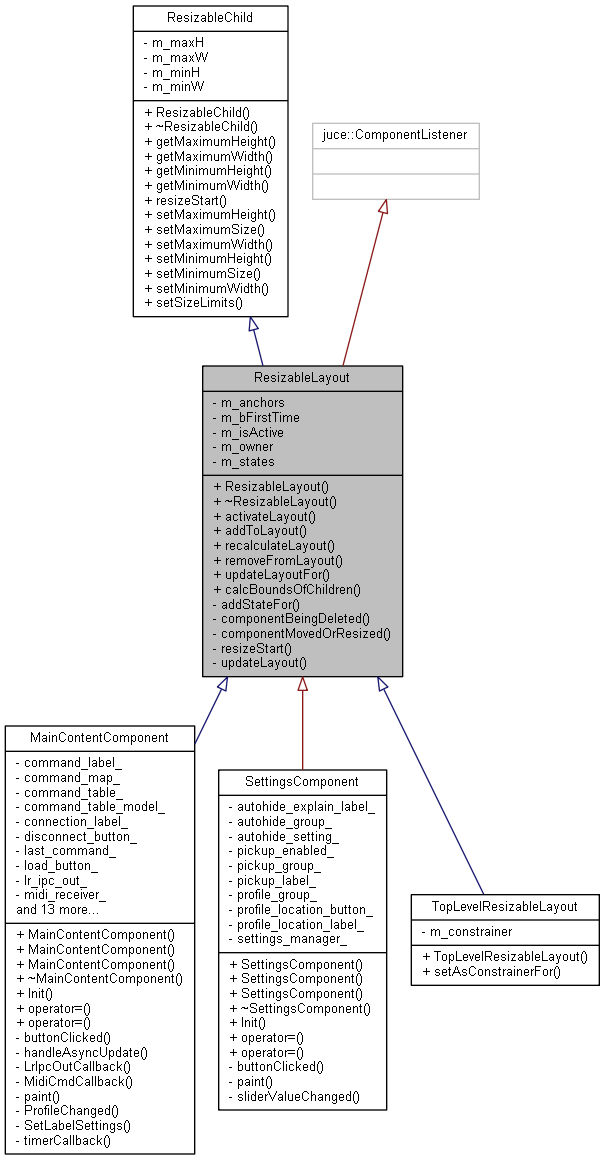 ResizableChild
- m_maxH
- m_maxW
- m_minH
- m_minW
+ ResizableChild()
+ ~ResizableChild()
+ getMaximumHeight()
+ getMaximumWidth()
+ getMinimumHeight()
+ getMinimumWidth()
+ resizeStart()
+ setMaximumHeight()
+ setMaximumSize()
+ setMaximumWidth()
+ setMinimumHeight()
+ setMinimumSize()
+ setMinimumWidth()
+ setSizeLimits()
juce::ComponentListener
ResizableLayout
- m_anchors
- m_bFirstTime
- m_isActive
- m_owner
- m_states
+ ResizableLayout()
+ ~ResizableLayout()
+ activateLayout()
+ addToLayout()
+ recalculateLayout()
+ removeFromLayout()
+ updateLayoutFor()
+ calcBoundsOfChildren()
- addStateFor()
- componentBeingDeleted()
- componentMovedOrResized()
- resizeStart()
- updateLayout()
MainContentComponent
- command_label_
- command_map_
- command_table_
- command_table_model_
- connection_label_
- disconnect_button_
- last_command_
- load_button_
- lr_ipc_out_
- midi_receiver_
and 13 more...
+ MainContentComponent()
+ MainContentComponent()
+ MainContentComponent()
+ ~MainContentComponent()
+ Init()
+ operator=()
+ operator=()
- buttonClicked()
- handleAsyncUpdate()
- LrIpcOutCallback()
- MidiCmdCallback()
- paint()
- ProfileChanged()
- SetLabelSettings()
- timerCallback()
SettingsComponent
- autohide_explain_label_
- autohide_group_
- autohide_setting_
- pickup_enabled_
- pickup_group_
- pickup_label_
- profile_group_
- profile_location_button_
- profile_location_label_
- settings_manager_
+ SettingsComponent()
+ SettingsComponent()
+ SettingsComponent()
+ ~SettingsComponent()
+ Init()
+ operator=()
+ operator=()
- buttonClicked()
- paint()
- sliderValueChanged()
TopLevelResizableLayout
- m_constrainer
+ TopLevelResizableLayout()
+ setAsConstrainerFor()